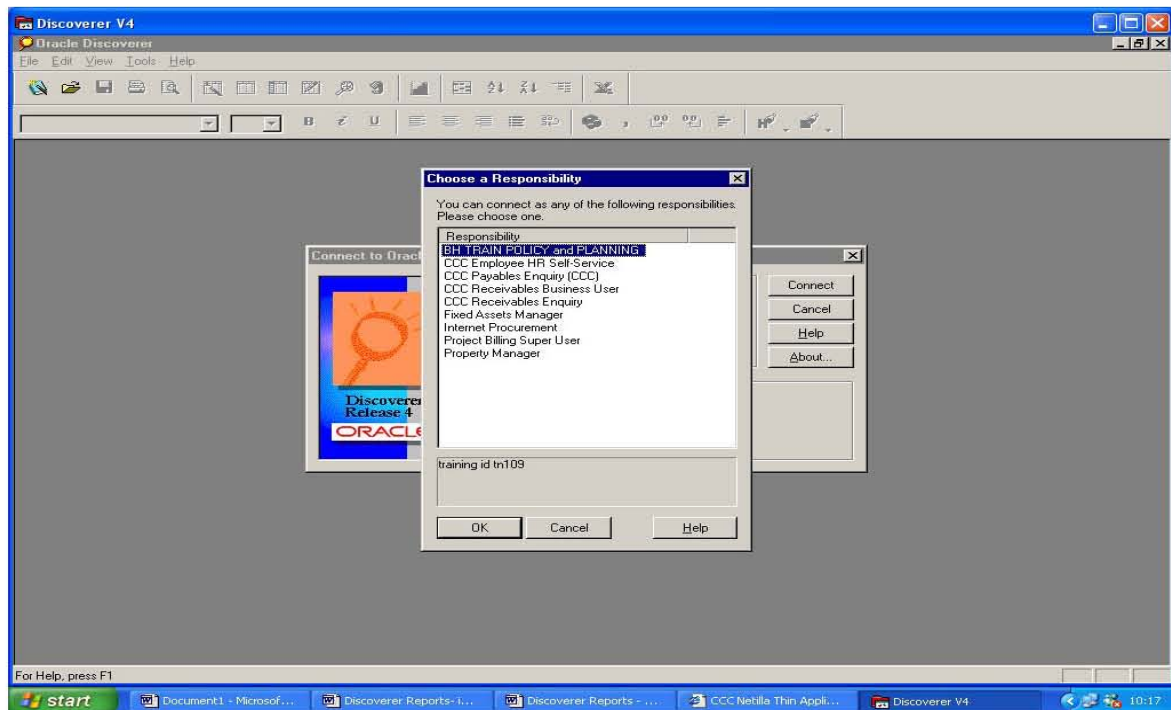 Discoverer V4
Oracle Discoverer
File Edit View Tools Help
B U
Choose a Responsibility
You can connect as any of the following responsibilities.
Please choose one.
Responsibility
BH TRAIN POLICY and PLANNING
CCC Employee HR Self-Service
CCC Payables Enquiry (CCC)
CCC Receivables Business User
CCC Receivables Enquiry
Fixed Assets Manager
Internet Procurement
Project Billing Super User
Property Manager
training id tn109
OK Cancel Help
Connect to Oracl
Connect
Cancel
Help
About...
Discoverer
Release 4
ORACLE
For Help, press F1
start Document1 - Microsof... Discoverer Reports- i... Discoverer Reports - ... CCC Netilla Thin Appli... Discoverer V4 10:17